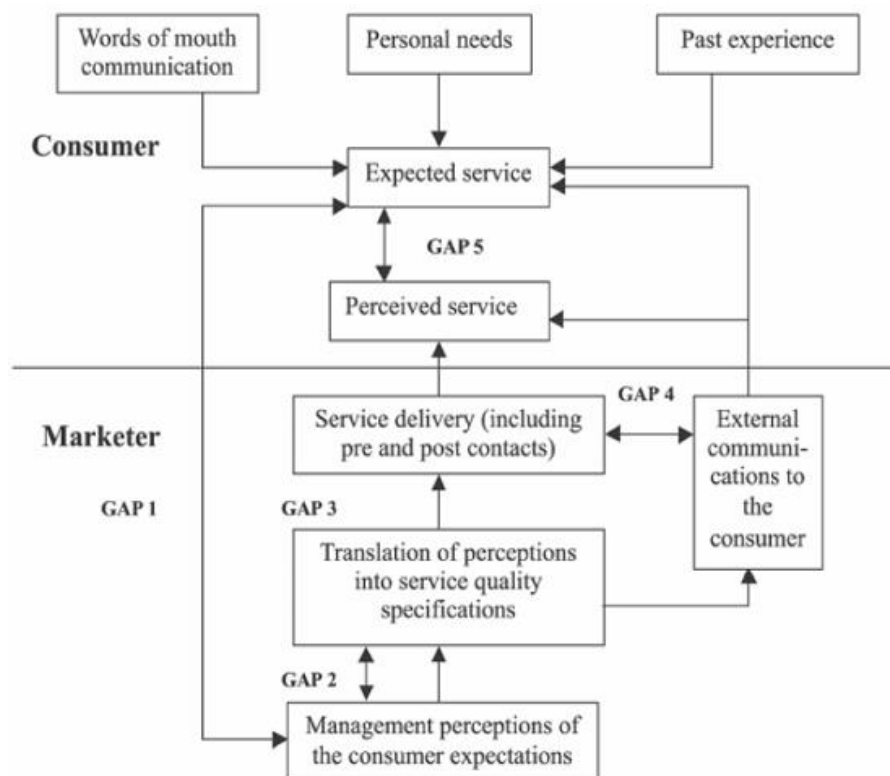 Words of mouth
communication
Personal needs
Past experience
Consumer
Expected service
GAP 5
Perceived service
Marketer
Service delivery (including
pre and post contacts)
GAP 4
External
communi-
cations to
the
consumer
GAP 1
GAP 3
Translation of perceptions
into service quality
specifications
GAP 2
Management perceptions of
the consumer expectations